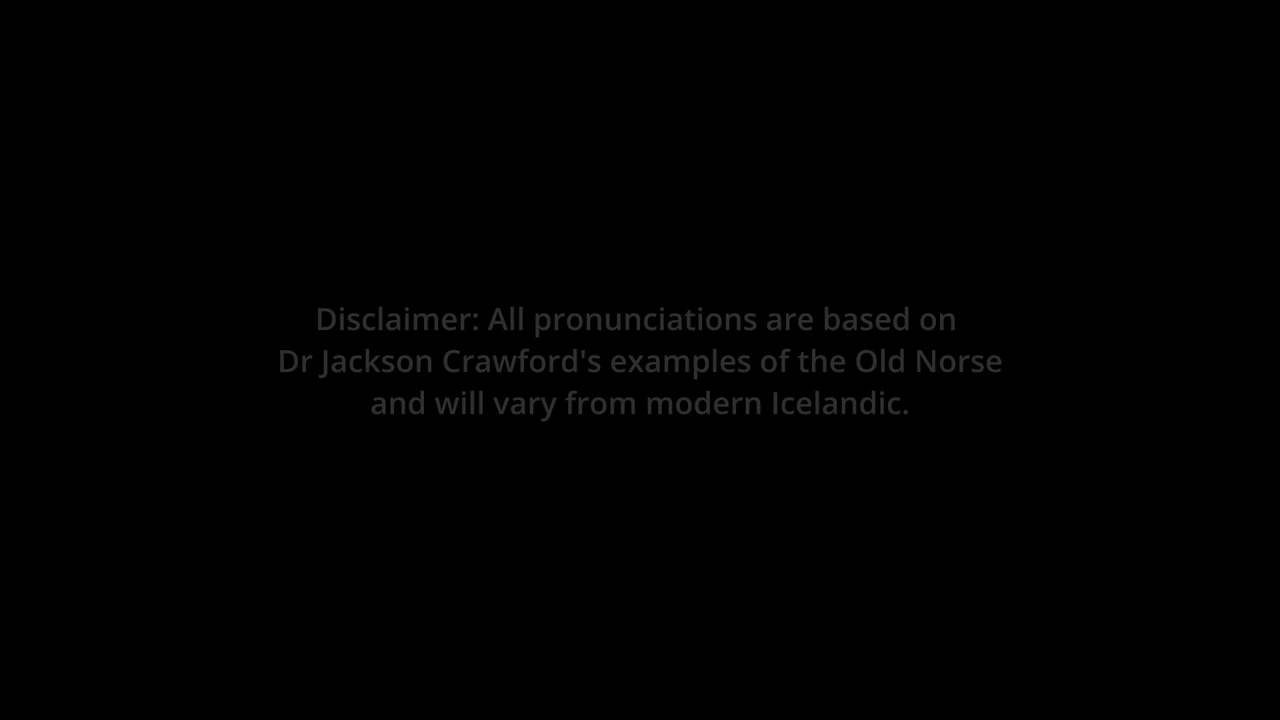 Disclaimer: All pronunciations are based on
Dr Jackson Crawford's examples of the Old Norse
and will vary from modern Icelandic.